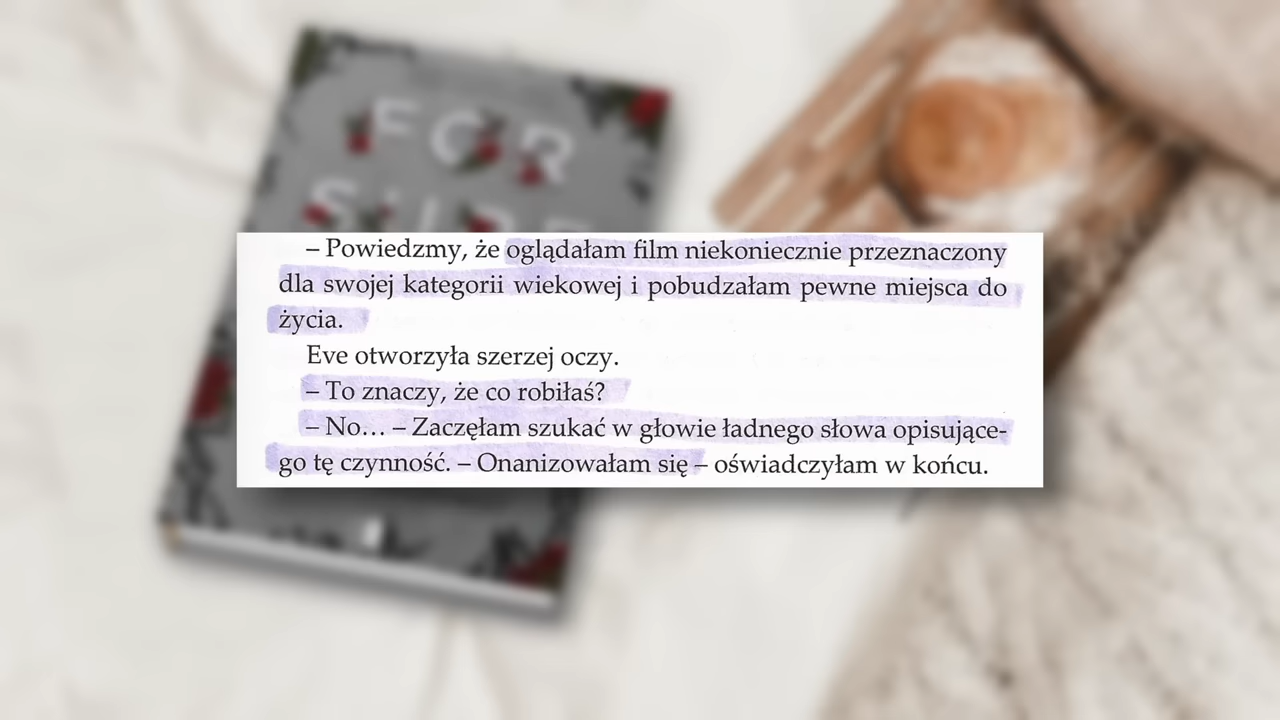 FOR
– Powiedzmy, że oglądałam film niekoniecznie przeznaczony
dla swojej kategorii wiekowej i pobudzałam pewne miejsca do
życia.
Eve otworzyła szerzej oczy.
– To znaczy, że co robiłaś?
– No… – Zaczęłam szukać w głowie ładnego słowa opisujące-
go tę czynność. – Onanizowałam się – oświadczyłam w końcu.